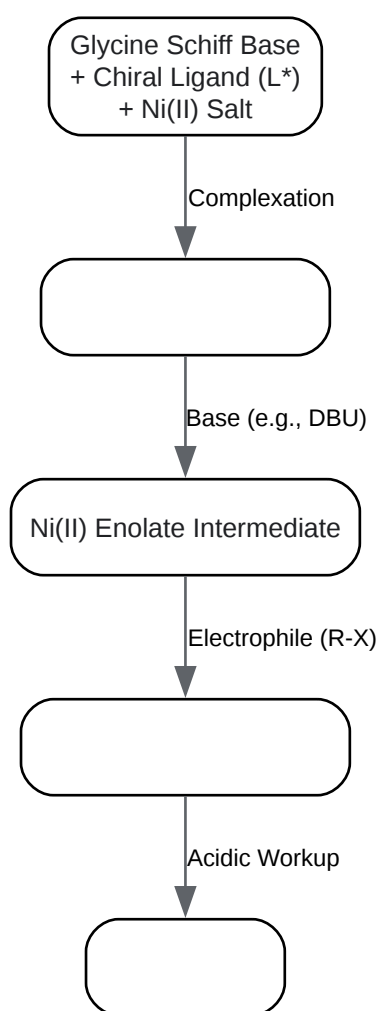 Glycine Schiff Base
+ Chiral Ligand (L*)
+ Ni(II) Salt
Complexation
Base (e.g., DBU)
Ni(II) Enolate Intermediate
Electrophile (R-X)
Acidic Workup